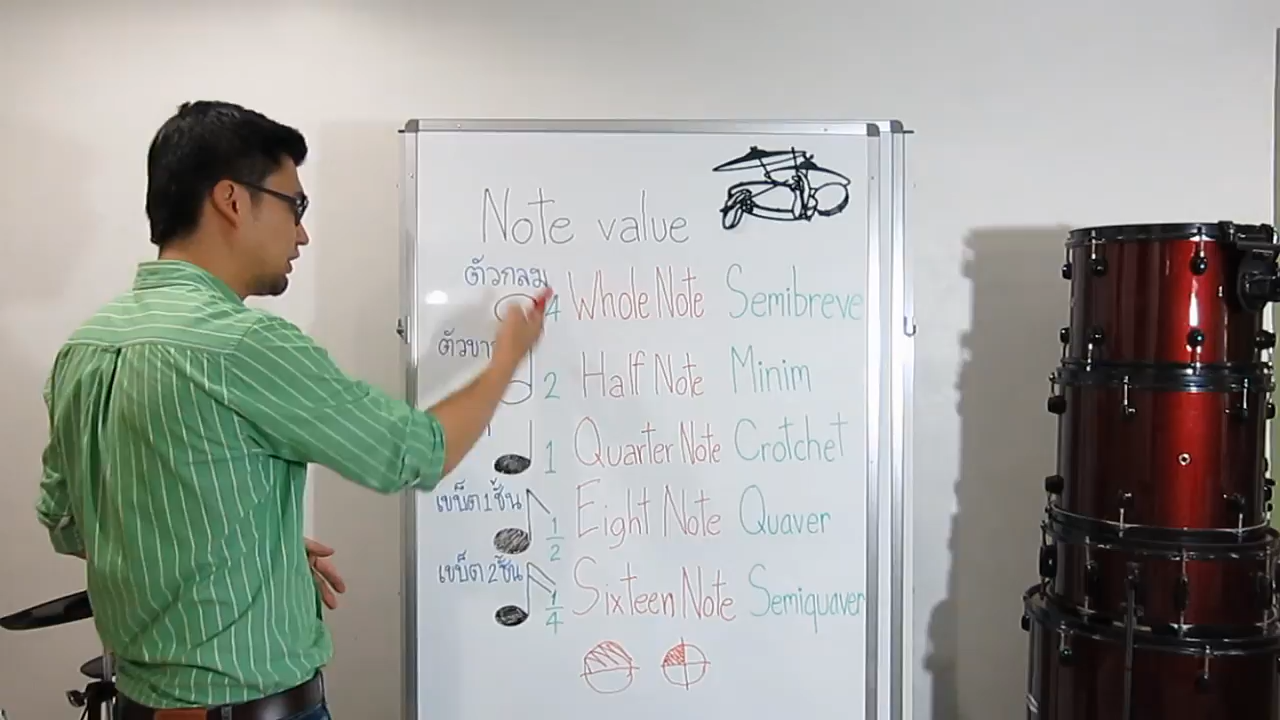 Note value
ตัวกลม
4 Whole Note Semibreve
2 Half Note Minim
1 Quarter Note Crotchet
เขบ็ต 1 ชั้น
1/2 Eight Note Quaver
เขบ็ต 2 ชั้น
1/4 Sixteen Note Semiquaver